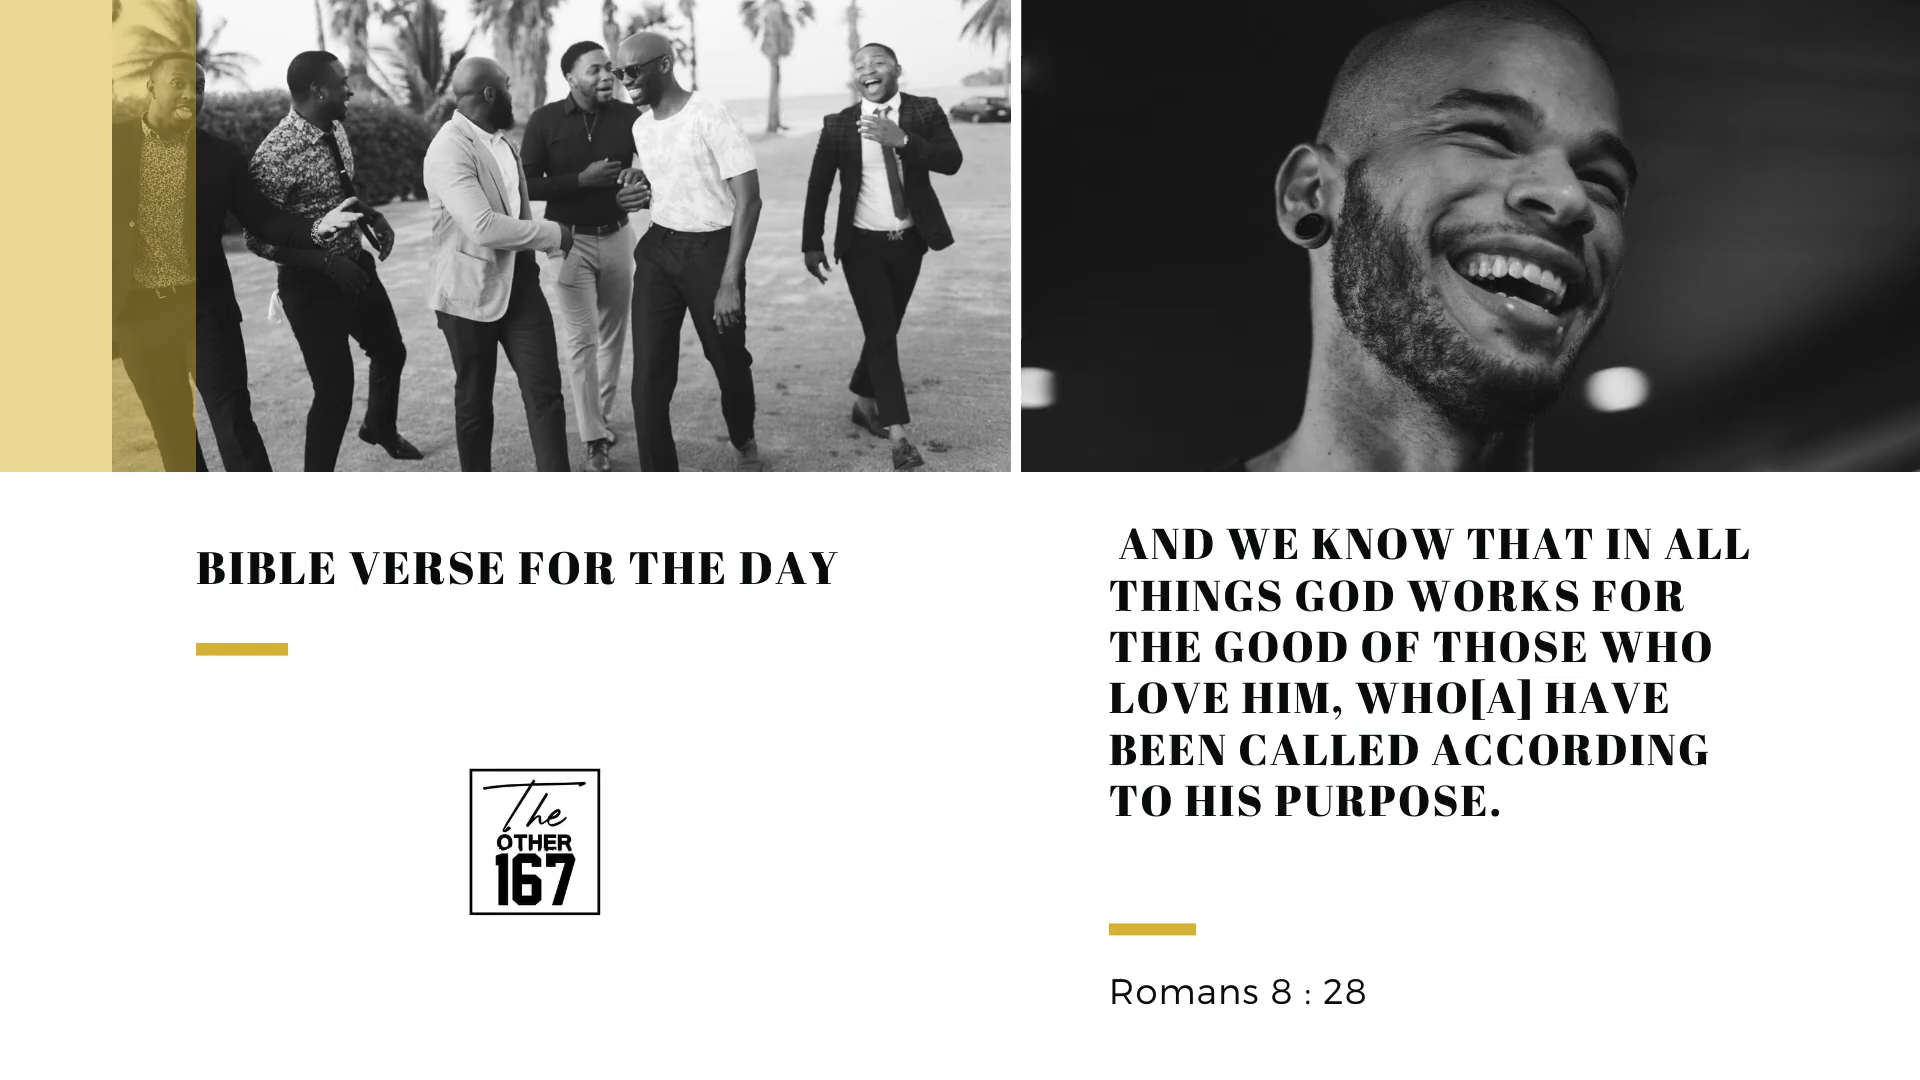 BIBLE VERSE FOR THE DAY
The
OTHER
167
AND WE KNOW THAT IN ALL
THINGS GOD WORKS FOR
THE GOOD OF THOSE WHO
LOVE HIM, WHO[A] HAVE
BEEN CALLED ACCORDING
TO HIS PURPOSE.
Romans 8 : 28